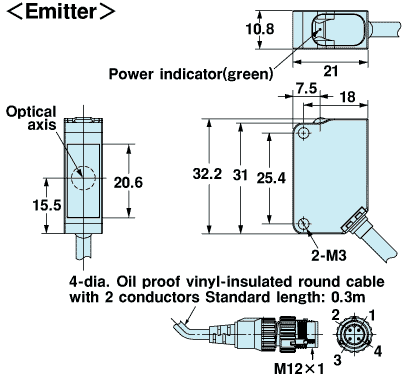 <Emitter>
10.8
Power indicator(green)
21
7.5
18
Optical
axis
32.2
31
25.4
20.6
15.5
2-M3
4-dia. Oil proof vinyl-insulated round cable
with 2 conductors Standard length: 0.3m
2
1
3
4
M12×1